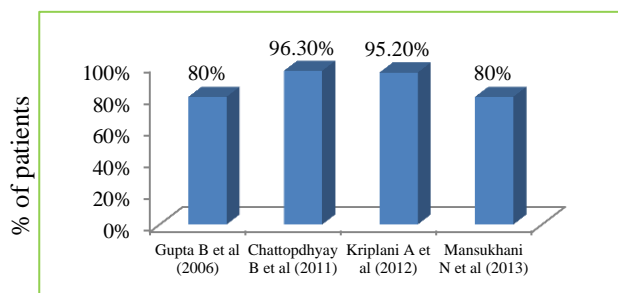 96.30% 95.20%
80% 80%
100%
80%
60%
40%
20%
0%
% of patients
Gupta B et al Chattopdhyay Kriplani A et Mansukhani
(2006) B et al (2011) al (2012) N et al (2013)